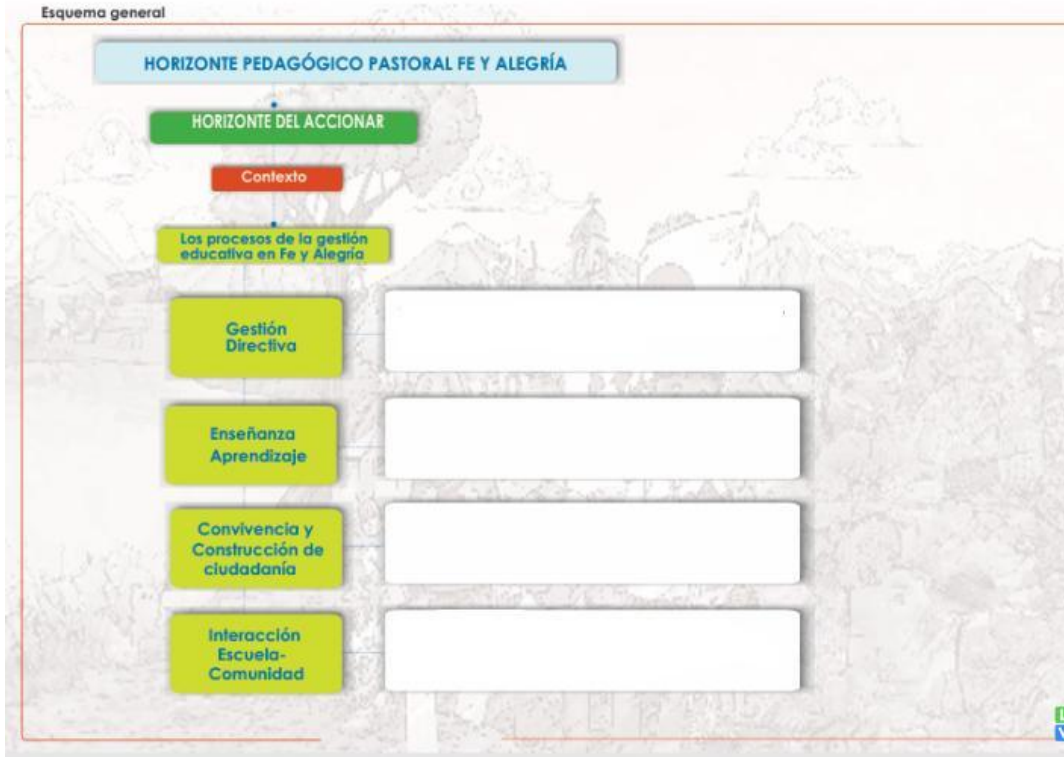 Esquema general
HORIZONTE PEDAGÓGICO PASTORAL FE Y ALEGRÍA
HORIZONTE DEL ACCIONAR
Contexto
Los procesos de la gestión
educativa en Fe y Alegría
Gestión
Directiva
Enseñanza
Aprendizaje
Convivencia y
Construcción de
ciudadanía
Interacción
Escuela-
Comunidad